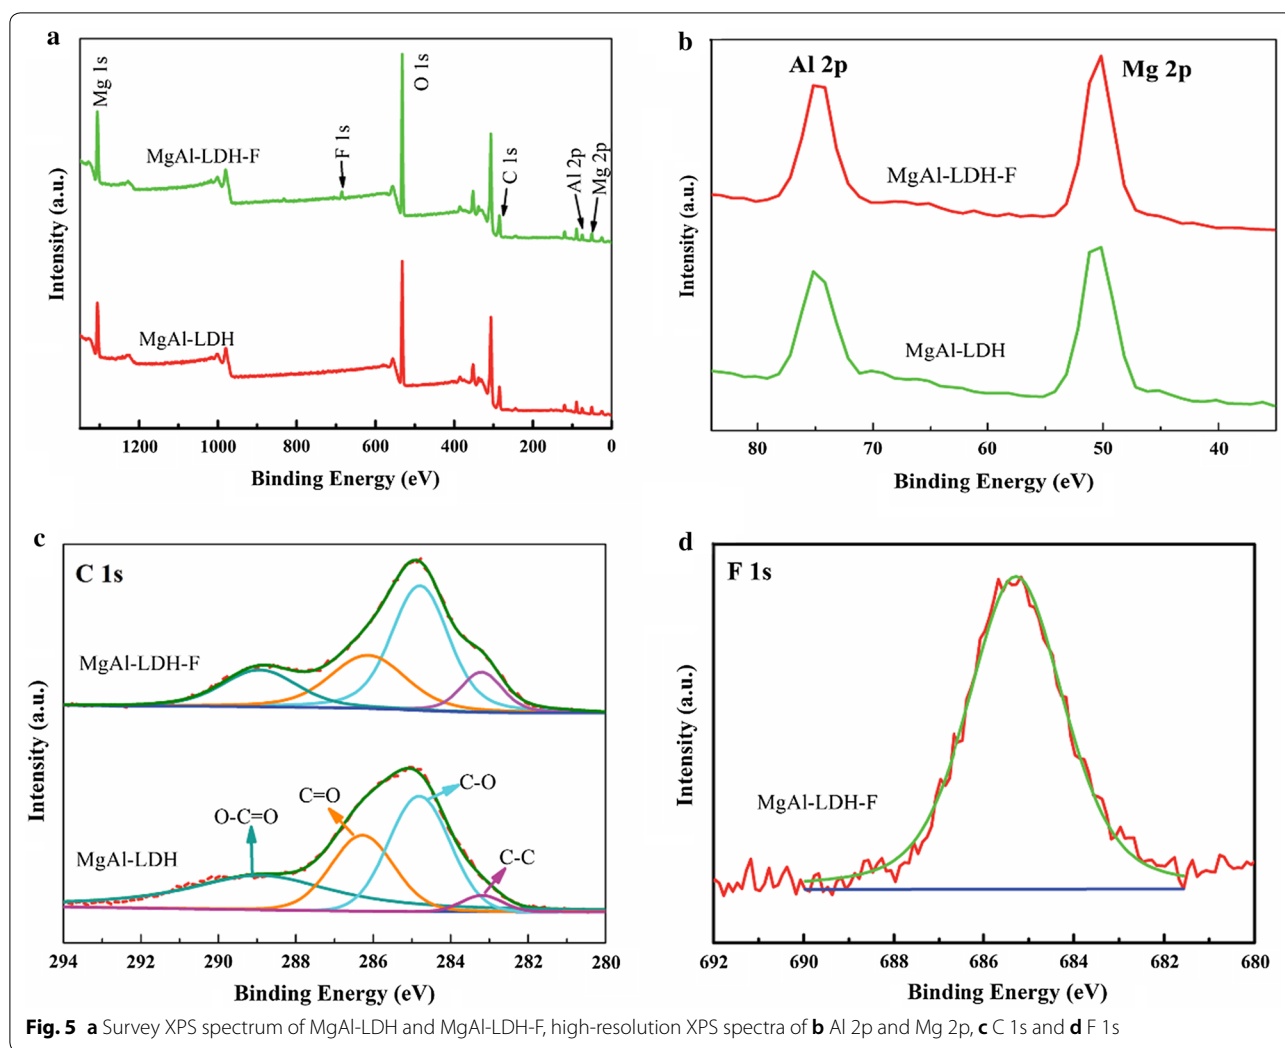 a
Mg 1s
MgAl-LDH-F
F 1s
O 1s
C 1s
Al 2p
Mg 2p
MgAl-LDH
Intensity (a.u.)
1200 1000 800 600 400 200 0
Binding Energy (eV)
b
Al 2p
Mg 2p
MgAl-LDH-F
MgAl-LDH
Intensity (a.u.)
80 70 60 50 40
Binding Energy (eV)
c
C 1s
MgAl-LDH-F
C-O
C=O
O-C=O
MgAl-LDH
C-C
Intensity (a.u.)
294 292 290 288 286 284 282 280
Binding Energy (eV)
d
F 1s
MgAl-LDH-F
Intensity (a.u.)
692 690 688 686 684 682 680
Binding Energy (eV)
Fig. 5 a Survey XPS spectrum of MgAl-LDH and MgAl-LDH-F, high-resolution XPS spectra of b Al 2p and Mg 2p, c C 1s and d F 1s